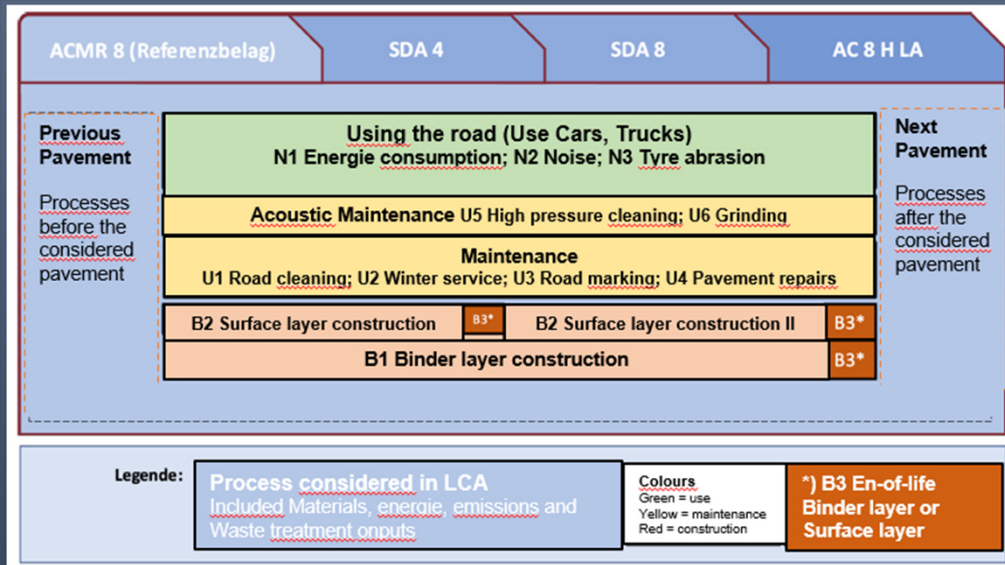 ACMR 8 (Referenzbelag)
SDA 4
SDA 8
AC 8 H LA
Previous
Pavement
Processes
before the
considered
pavement
Using the road (Use Cars, Trucks)
N1 Energie consumption; N2 Noise; N3 Tyre abrasion
Acoustic Maintenance U5 High pressure cleaning; U6 Grinding
Maintenance
U1 Road cleaning; U2 Winter service; U3 Road marking; U4 Pavement repairs
B2 Surface layer construction
B3*
B2 Surface layer construction II
B3*
B1 Binder layer construction
B3*
Next
Pavement
Processes
after the
considered
pavement
Legende:
Process considered in LCA
Included Materials, energie, emissions and
Waste treatment onputs
Colours
Green = use
Yellow = maintenance
Red = construction
*) B3 En-of-life
Binder layer or
Surface layer